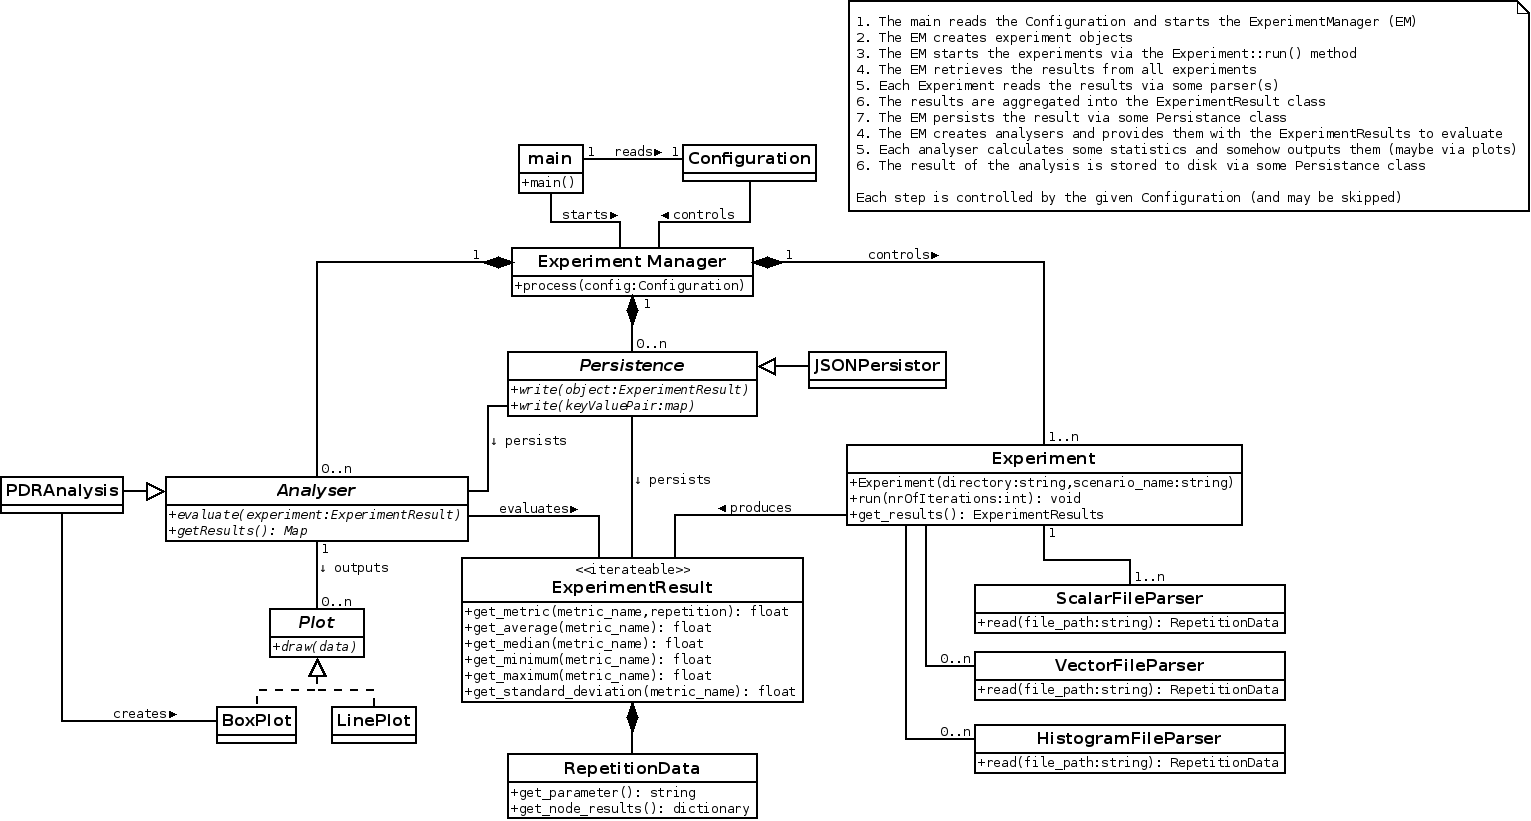 1. The main reads the Configuration and starts the ExperimentManager (EM)
2. The EM creates experiment objects
3. The EM starts the experiments via the Experiment::run() method
4. The EM retrieves the results from all experiments
5. Each Experiment reads the results via some parser(s)
6. The results are aggregated into the ExperimentResult class
7. The EM persists the result via some Persistance class
4. The EM creates analysers and provides them with the ExperimentResults to evaluate
5. Each analyser calculates some statistics and somehow outputs them (maybe via plots)
6. The result of the analysis is stored to disk via some Persistance class
Each step is controlled by the given Configuration (and may be skipped)
main
+main()
1 reads► 1
Configuration
starts►
◄controls
1
Experiment Manager
+process(config:Configuration)
1
controls►
1
0..n
Persistence
+write(object:ExperimentResult)
+write(keyValuePair:map)
JSONPersistor
↓ persists
↓ persists
0..n
1..n
PDRAnalysis
Analyser
+evaluate(experiment:ExperimentResult)
+getResults(): Map
evaluates►
◄produces
Experiment
+Experiment(directory:string,scenario_name:string)
+run(nrOfIterations:int): void
+get_results(): ExperimentResults
1
↓ outputs
0..n
1
1..n
<<iterateable>>
ExperimentResult
+get_metric(metric_name,repetition): float
+get_average(metric_name): float
+get_median(metric_name): float
+get_minimum(metric_name): float
+get_maximum(metric_name): float
+get_standard_deviation(metric_name): float
ScalarFileParser
+read(file_path:string): RepetitionData
Plot
+draw(data)
0..n
VectorFileParser
+read(file_path:string): RepetitionData
creates►
BoxPlot
LinePlot
0..n
HistogramFileParser
+read(file_path:string): RepetitionData
RepetitionData
+get_parameter(): string
+get_node_results(): dictionary